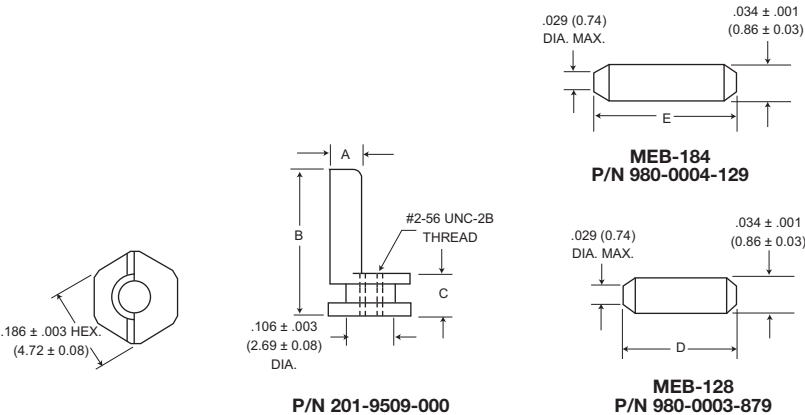 .029 (0.74)
DIA. MAX.
.034 ± .001
(0.86 ± 0.03)
E
MEB-184
P/N 980-0004-129
A
B
#2-56 UNC-2B
THREAD
C
.186 ± .003 HEX.
(4.72 ± 0.08)
.106 ± .003
(2.69 ± 0.08)
DIA.
P/N 201-9509-000
.029 (0.74)
DIA. MAX.
.034 ± .001
(0.86 ± 0.03)
D
MEB-128
P/N 980-0003-879